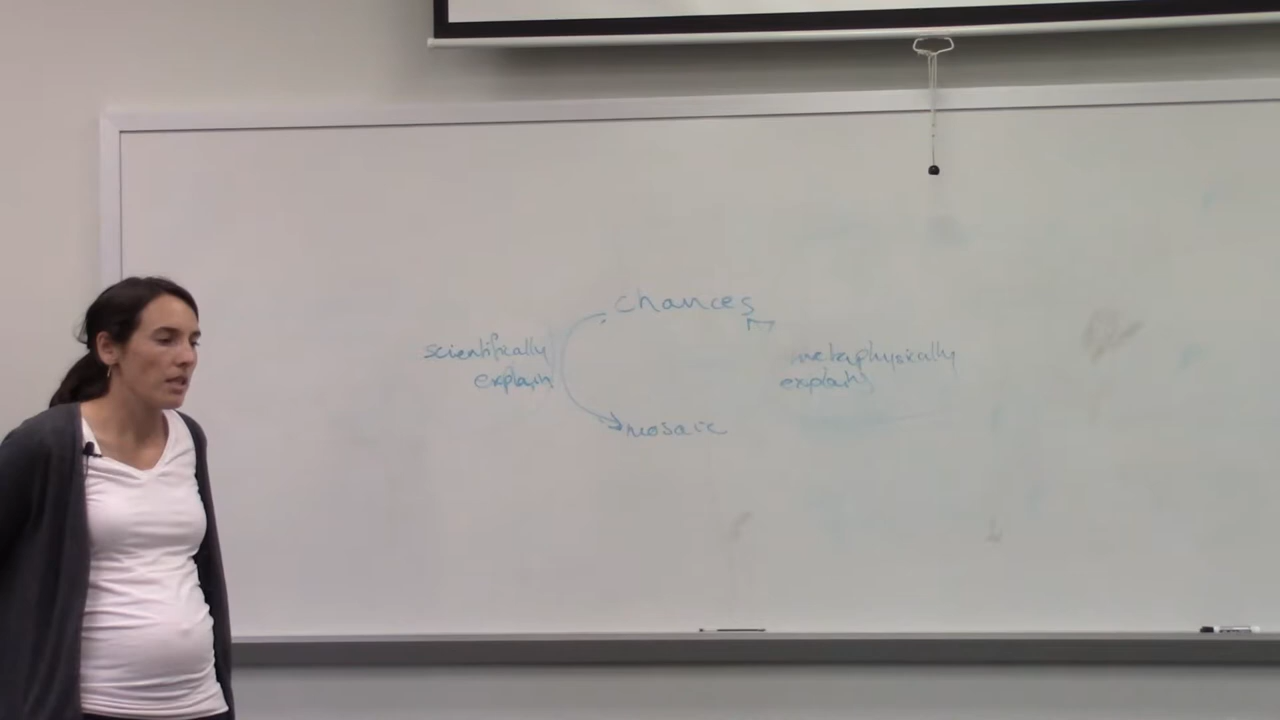 chances
scientifically
explain
metaphysically
explain
mosaic